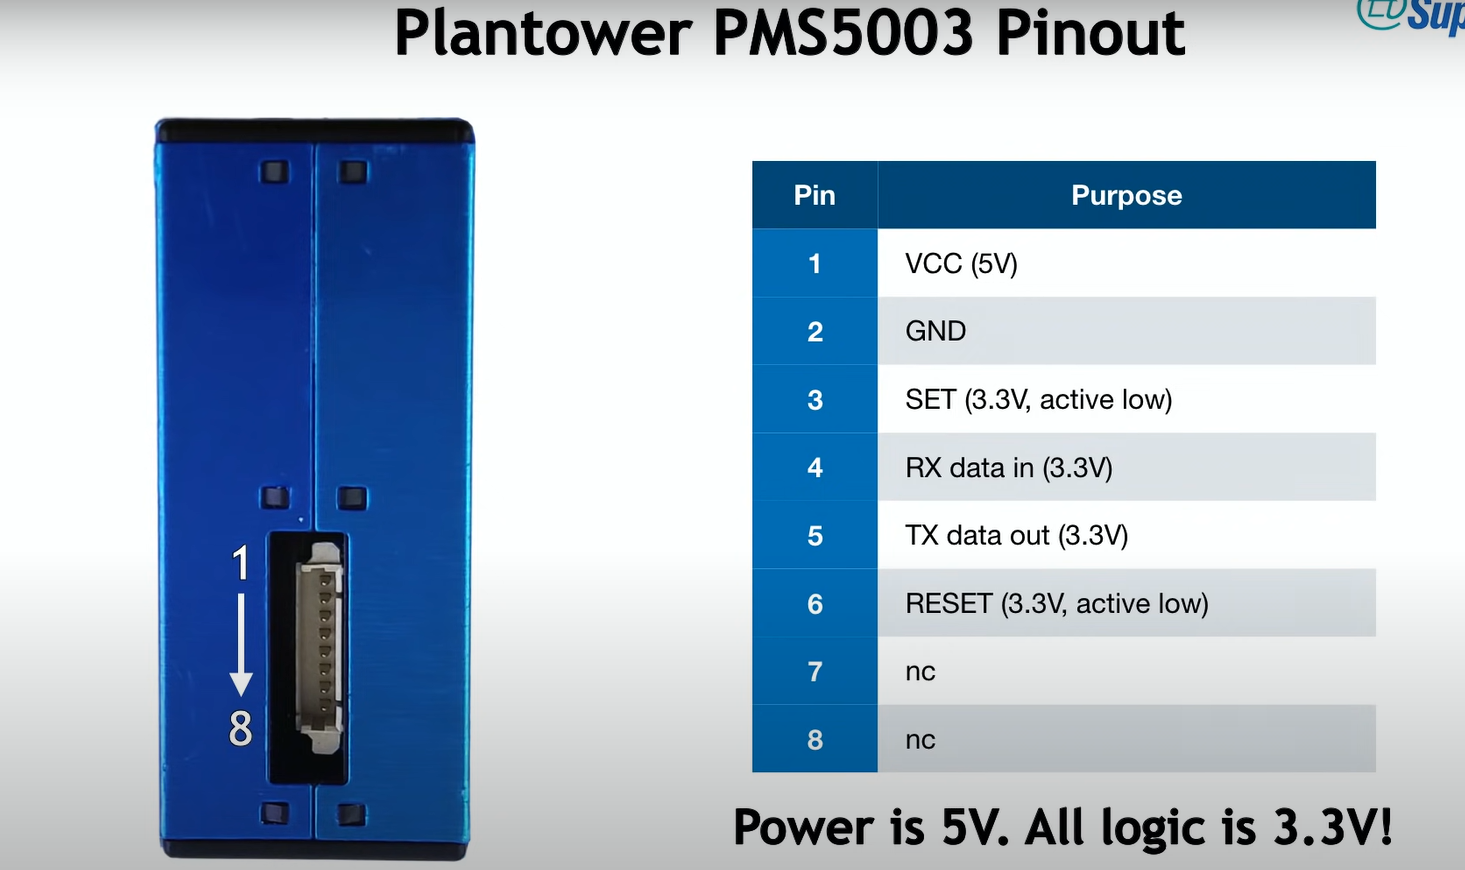 Plantower PMS5003 Pinout
Pin Purpose
1 VCC (5V)
2 GND
3 SET (3.3V, active low)
4 RX data in (3.3V)
5 TX data out (3.3V)
6 RESET (3.3V, active low)
7 nc
8 nc
1
8
Power is 5V. All logic is 3.3V!